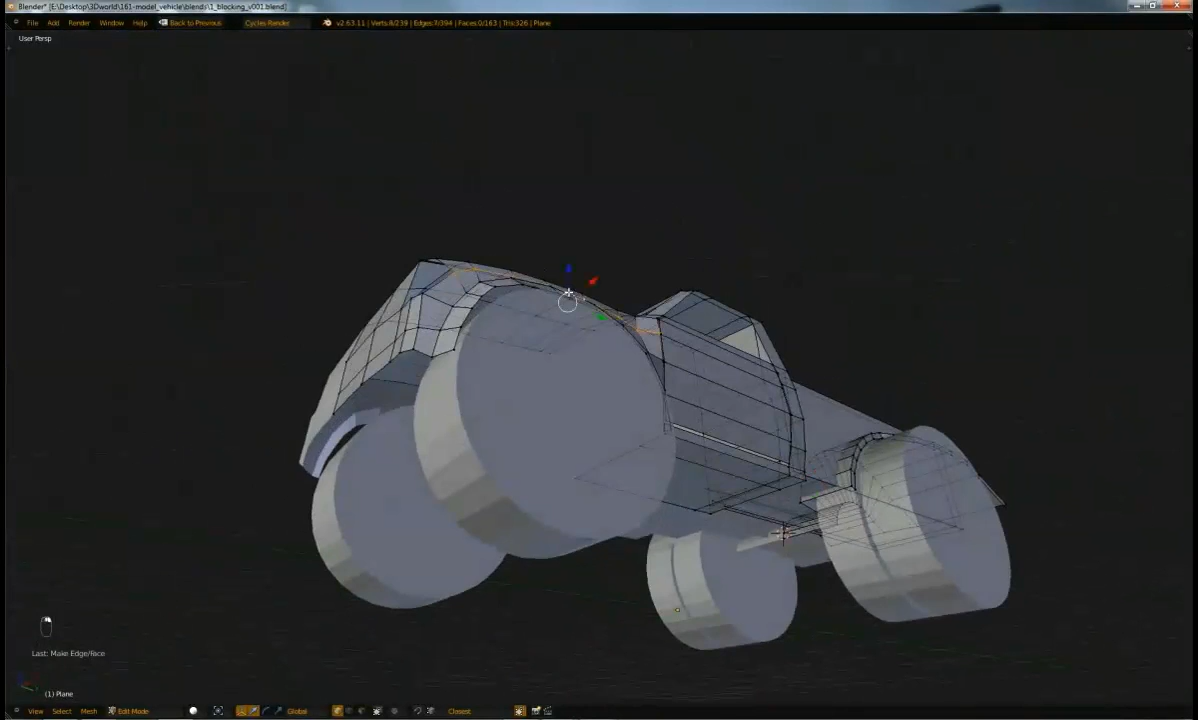 Blender* [E:\Desktop\3Dworld\161-model_vehicle\blends\1_blocking_v001.blend]
File Add Render Window Help Back to Previous Cycles Render v2.63.11 | Verts:8/239 | Edges:7/394 | Faces:0/163 | Tris:326 | Plane
User Persp
Last: Make Edge/Face
(1) Plane
View Select Mesh Edit Mode Global Closest